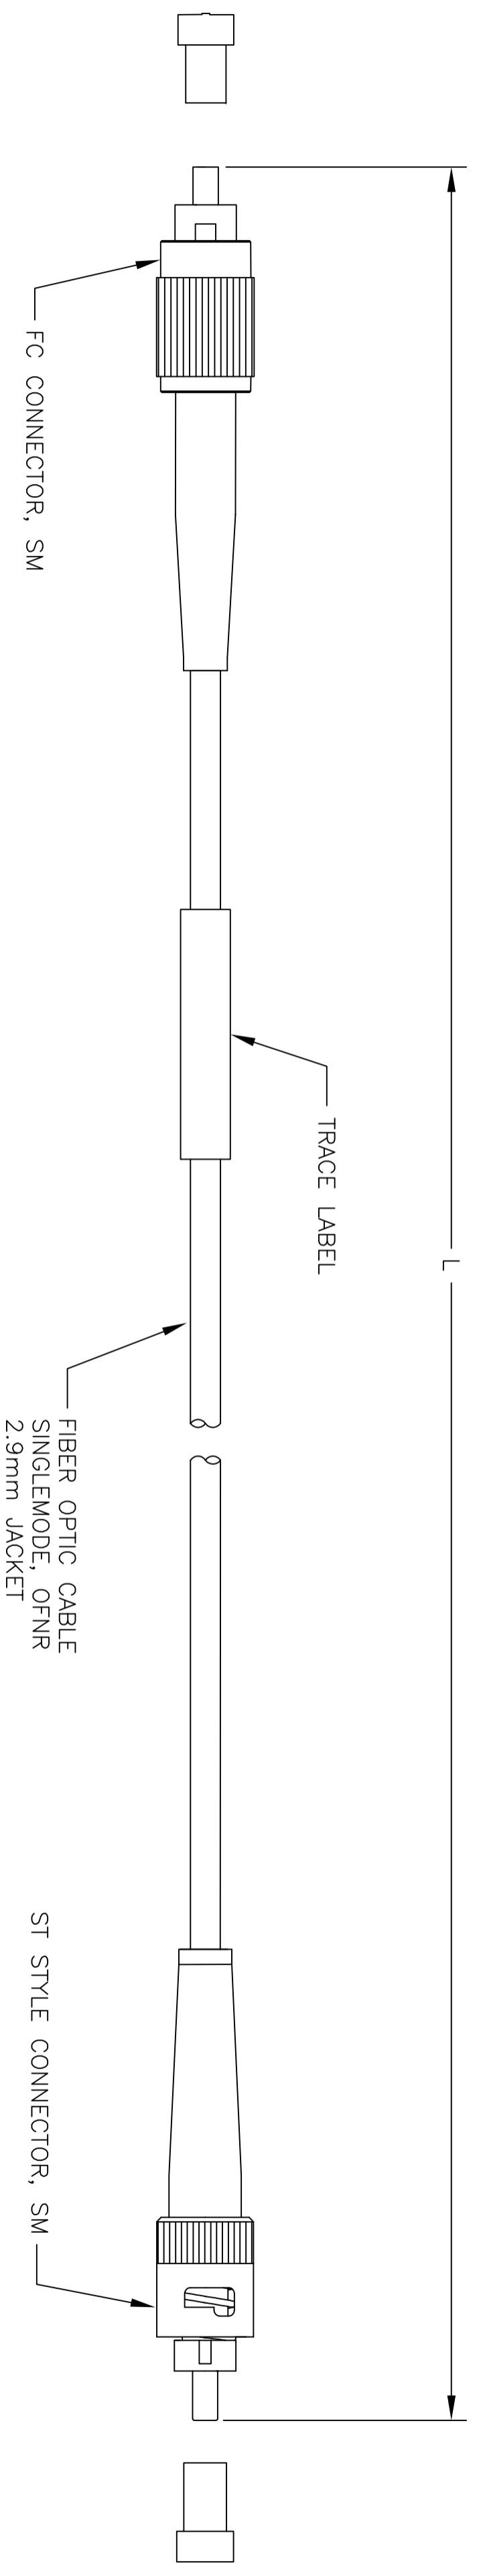 L
TRACE LABEL
FC CONNECTOR, SM
FIBER OPTIC CABLE
SINGLEMODE, OFNR
2.9mm JACKET
ST STYLE CONNECTOR, SM